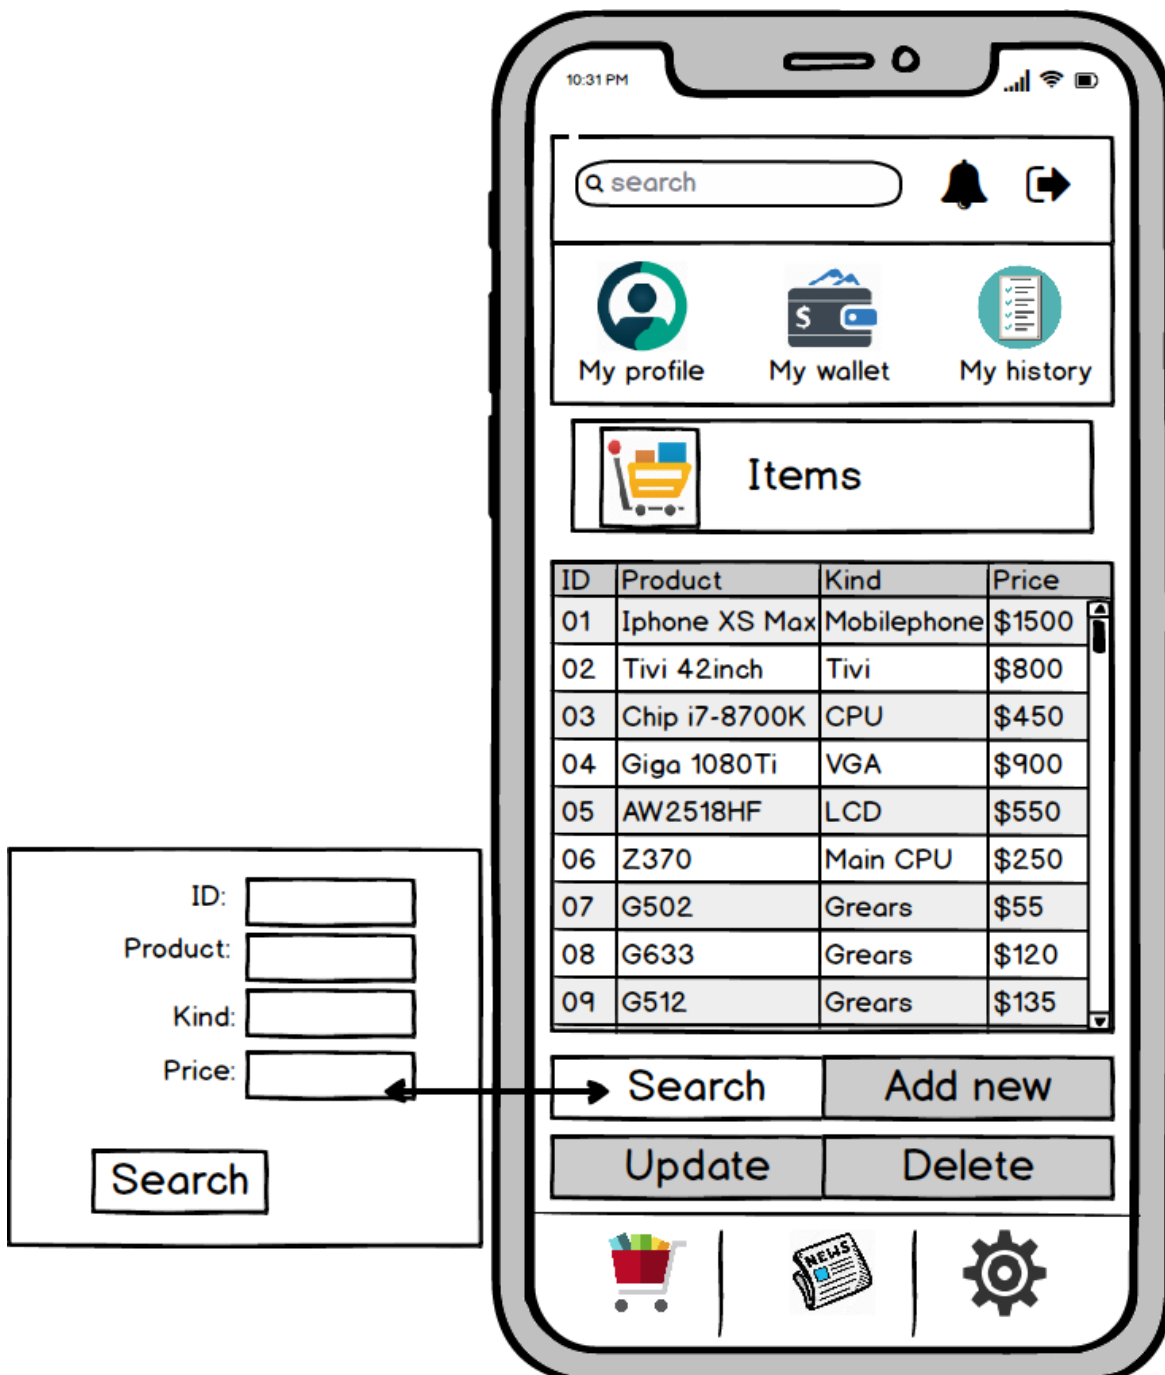 10:31 PM
search
My profile My wallet My history
$
Items
ID Product Kind Price
01 Iphone XS Max Mobilephone $1500
02 Tivi 42inch Tivi $800
03 Chip i7-8700K CPU $450
04 Giga 1080Ti VGA $900
05 AW2518HF LCD $550
06 Z370 Main CPU $250
07 G502 Grears $55
08 G633 Grears $120
09 G512 Grears $135
Search Add new
Update Delete
NEWS
ID:
Product:
Kind:
Price:
Search